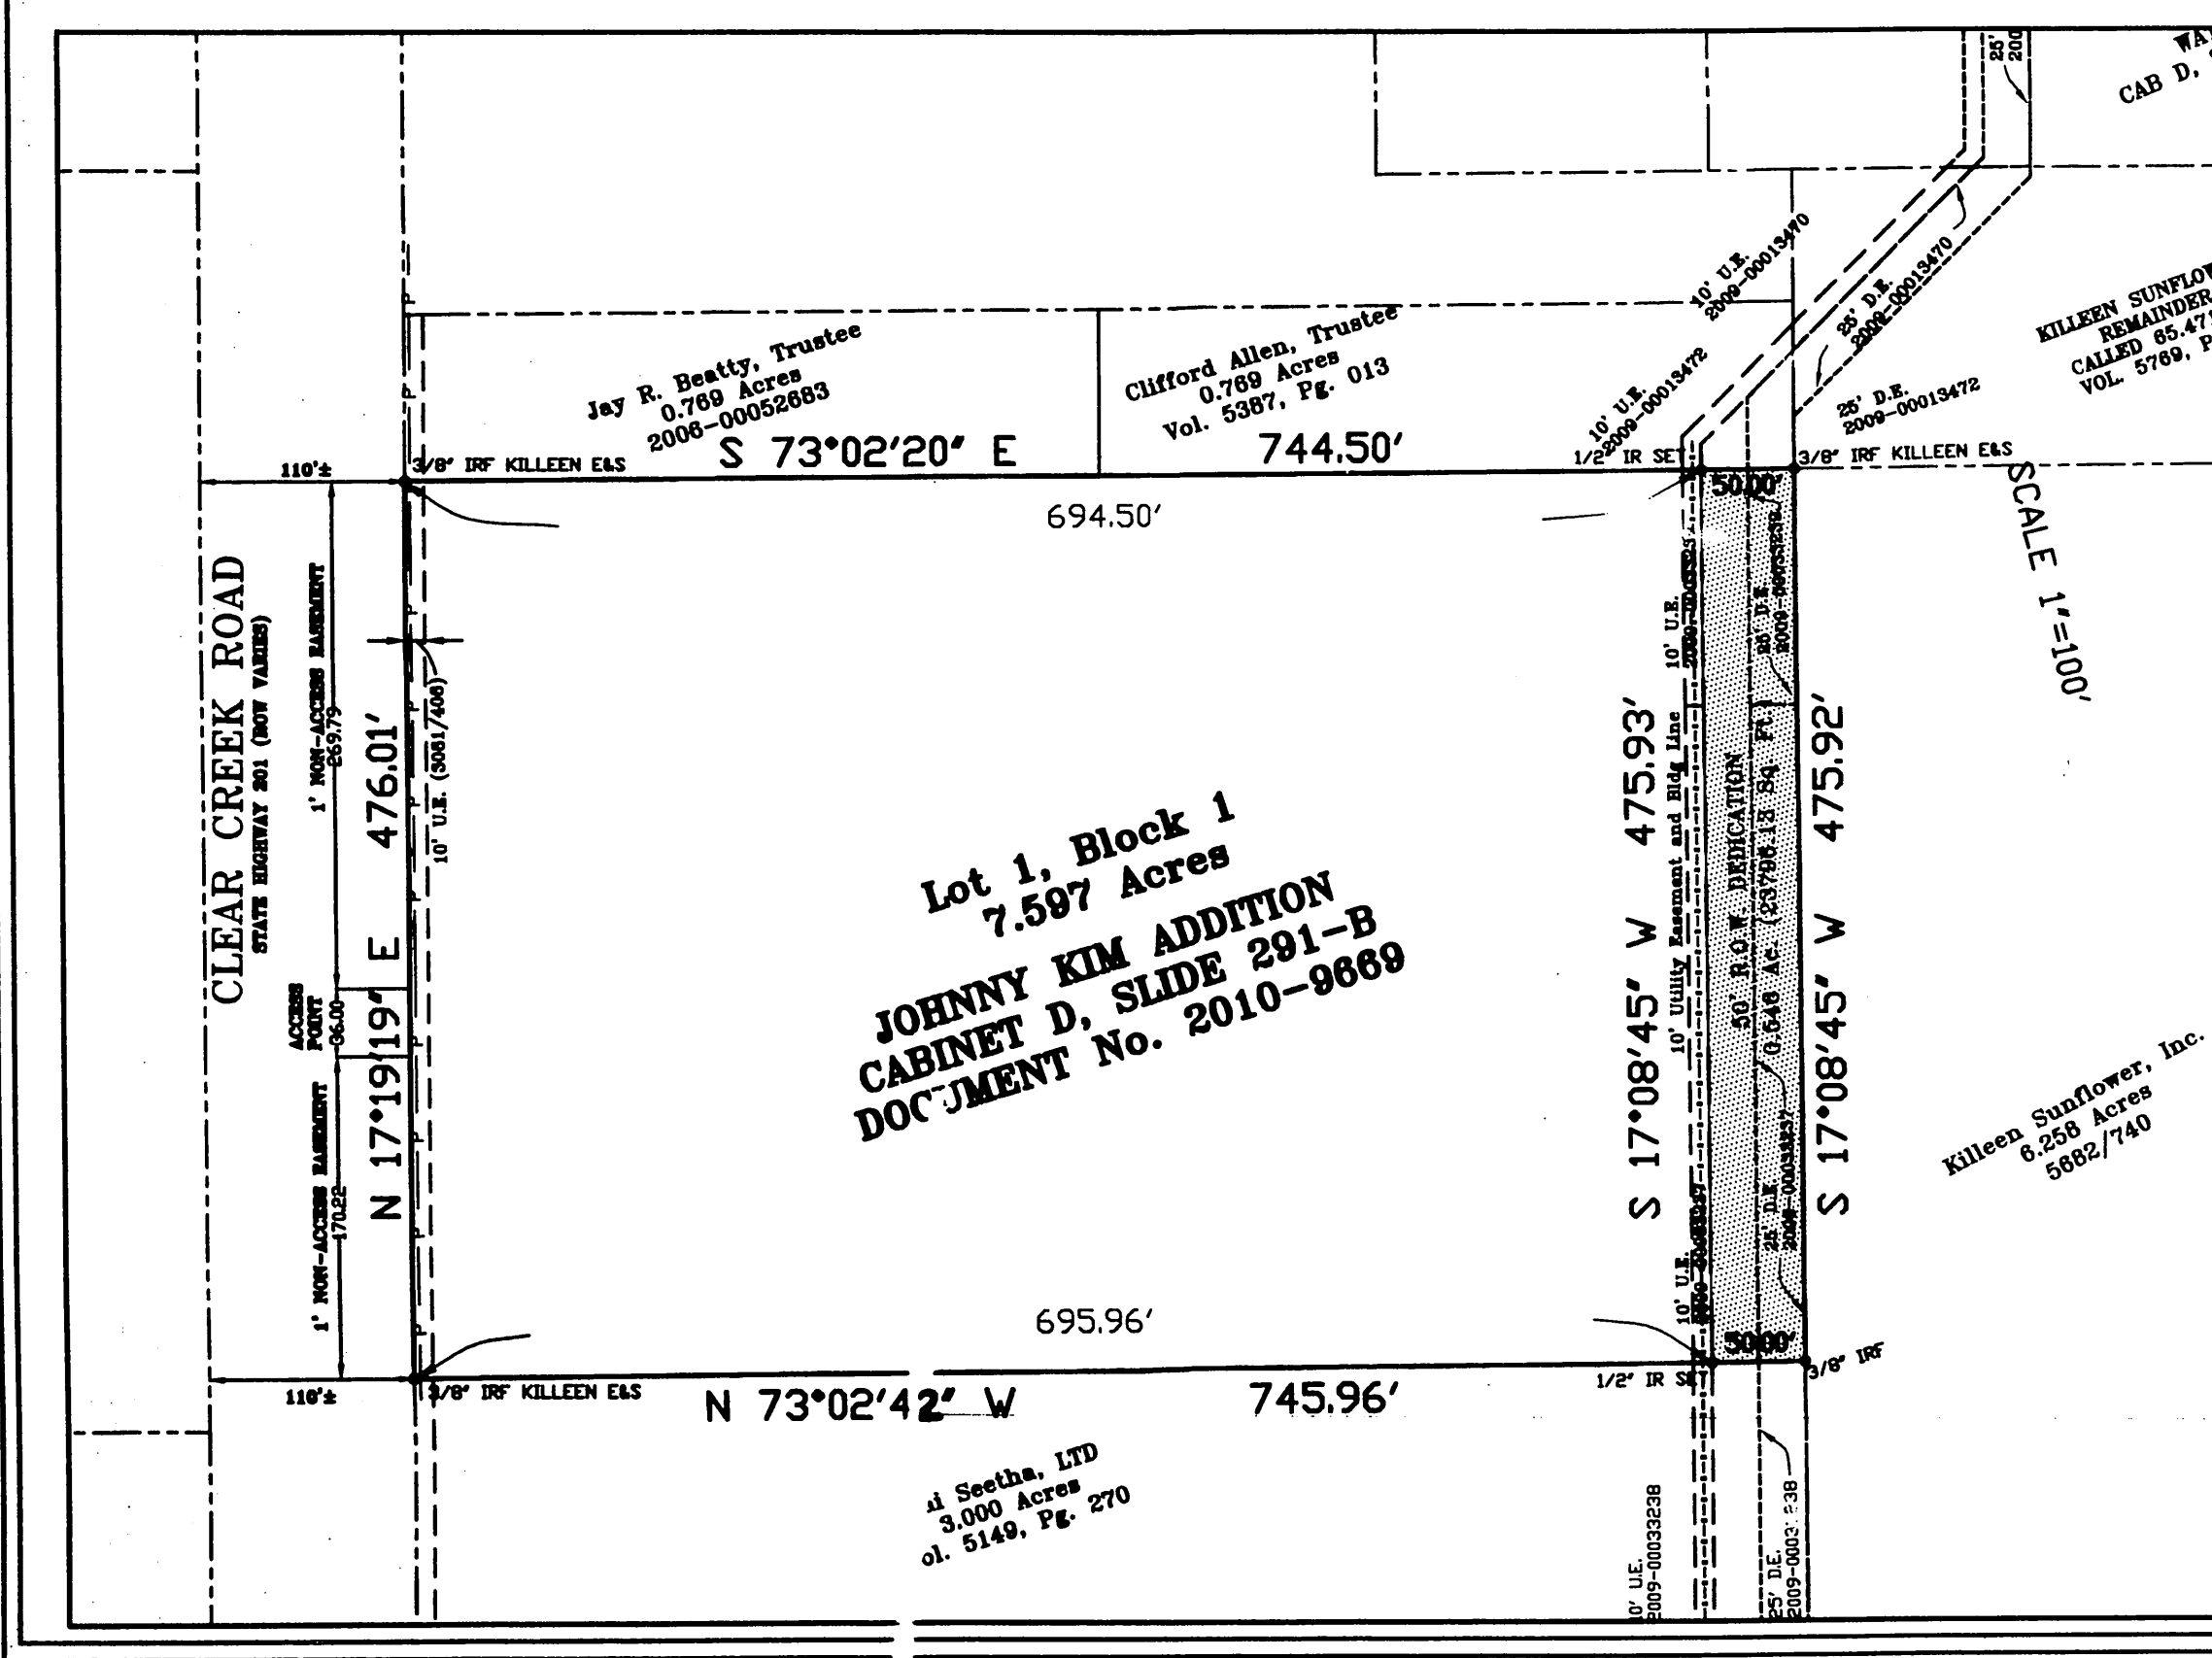 25'
200
WA
CAB D,
10' U.E.
2009-00013470
25' D.E.
2009-00013470
KILLEEN SUNFLOW
REMAINDER
CALLED 65.471
VOL. 5769, P
Jay R. Beatty, Trustee
0.769 Acres
2006-00052683
Clifford Allen, Trustee
0.769 Acres
Vol. 5387, Pg. 013
10' U.E.
2009-00013472
25' D.E.
2009-00013472
110'±
3/8" IRF KILLEEN E&S
S 73°02'20" E
744.50'
1/2" IR SET
3/8" IRF KILLEEN E&S
50.00'
694.50'
SCALE 1"=100'
CLEAR CREEK ROAD
STATE HIGHWAY 201 (ROW VARIES)
1' NON-ACCESS EASEMENT
269.79
ACCESS
POINT
36.00
1' NON-ACCESS EASEMENT
170.22
N 17°19'19" E 476.01'
10' U.E. (3081/406)
Lot 1, Block 1
7.597 Acres
JOHNNY KIM ADDITION
CABINET D, SLIDE 291-B
DOCUMENT No. 2010-9669
S 17°08'45" W 475.93'
10' U.E.
10' Utility Easement and Bldg Line
10' U.E.
25' D.E.
50' R.O.W. DEDICATION
0.546 Ac. (23796.13 Sq. Ft.)
25' D.E.
S 17°08'45" W 475.92'
Killeen Sunflower, Inc.
6.258 Acres
5682/740
695.96'
50.00'
110'±
3/8" IRF KILLEEN E&S
N 73°02'42" W
745.96'
1/2" IR SET
3/8" IRF
i Seetha, LTD
3.000 Acres
ol. 5149, Pg. 270
10' U.E.
2009-00033238
25' D.E.